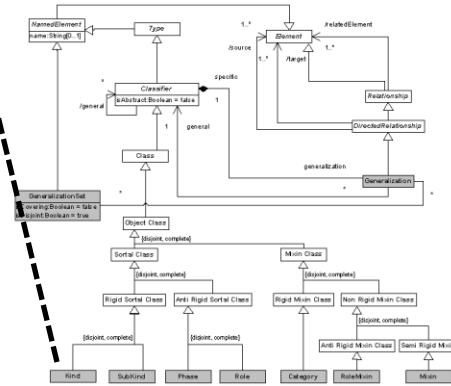 NamedElement
name:String[0..1]
Type
1..*
/relatedElement
Element
/source
1..*
/target
1..*
Classifier
isAbstract:Boolean = false
*
/general
specific
1
Relationship
DirectedRelationship
1
general
Class
generalization
Generalization
GeneralizationSet
*
*
*
Covering:Boolean = false
isjoint:Boolean = true
Object Class
{disjoint, complete}
Sortal Class
Mixin Class
{disjoint, complete}
{disjoint, complete}
Rigid Sortal Class
Anti Rigid Sortal Class
Rigid Mixin Class
Non Rigid Mixin Class
{disjoint, complete}
{disjoint, complete}
{disjoint, complete}
Anti Rigid Mixin Class
Semi Rigid Mixi
Kind
SubKind
Phase
Role
Category
RoleMixin
Mixin